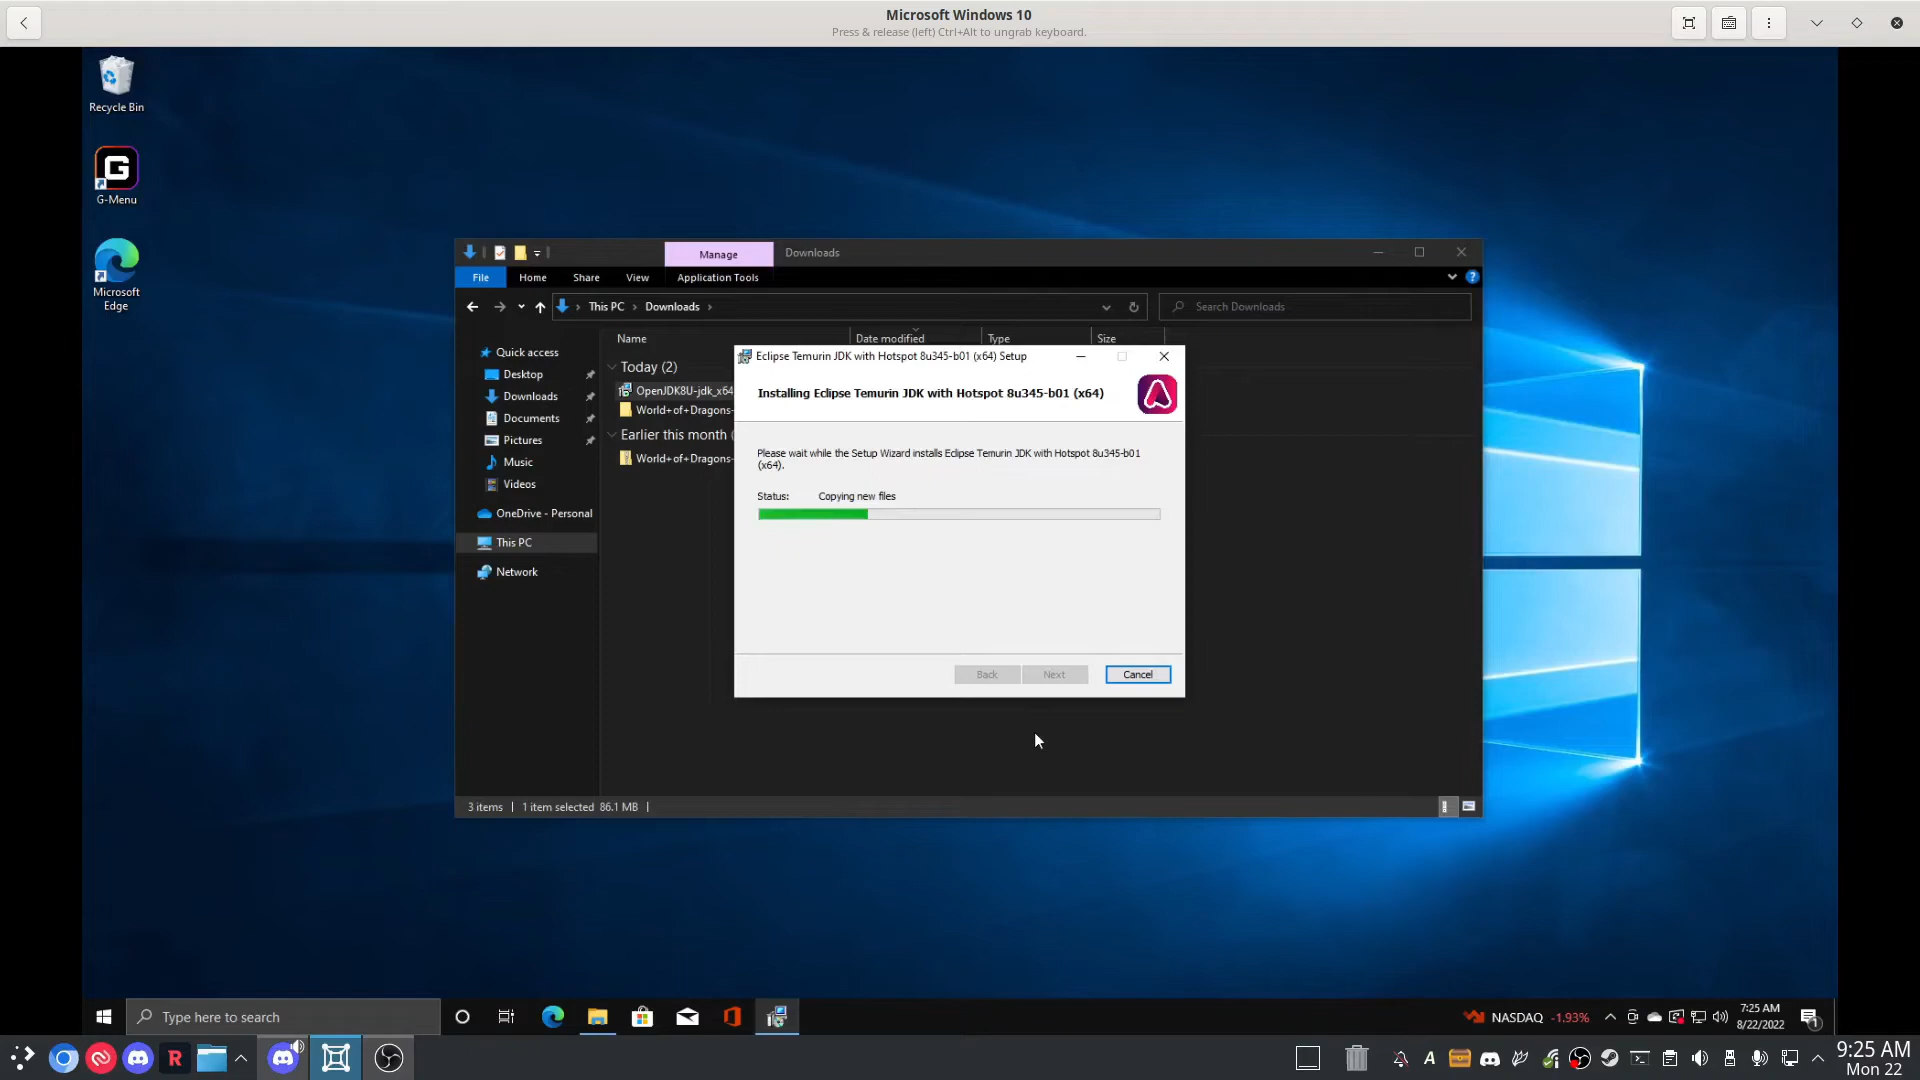 Microsoft Windows 10
Press & release (left) Ctrl+Alt to ungrab keyboard.
Recycle Bin
G-Menu
Microsoft
Edge
Manage
Downloads
File
Home
Share
View
Application Tools
This PC
Downloads
Search Downloads
Name
Date modified
Type
Size
Quick access
Desktop
Downloads
Documents
Pictures
Music
Videos
OneDrive - Personal
This PC
Network
Today (2)
OpenJDK8U-jdk_x64
World+of+Dragons-
Earlier this month (
World+of+Dragons-
Eclipse Temurin JDK with Hotspot 8u345-b01 (x64) Setup
Installing Eclipse Temurin JDK with Hotspot 8u345-b01 (x64)
Please wait while the Setup Wizard installs Eclipse Temurin JDK with Hotspot 8u345-b01
(x64).
Status: Copying new files
Back
Next
Cancel
3 items
1 item selected 86.1 MB
Type here to search
NASDAQ -1.93%
7:25 AM
8/22/2022
1
9:25 AM
Mon 22